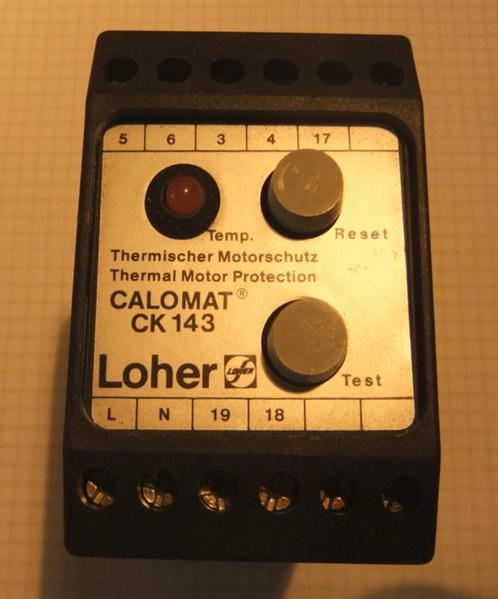 5 6 3 4 17
Temp. Reset
Thermischer Motorschutz
Thermal Motor Protection
CALOMAT®
CK 143
Loher LOHER
Test
L N 19 18